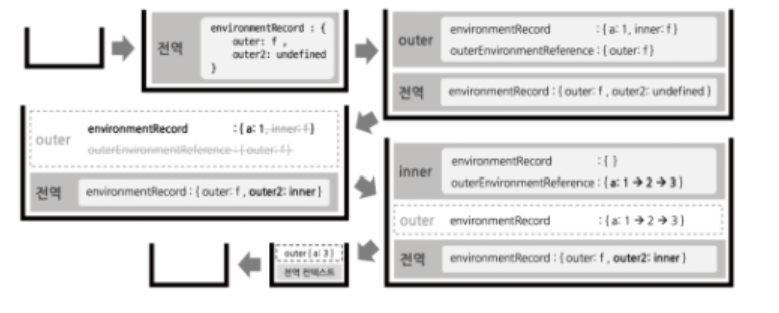 전역
environmentRecord : {
outer: f ,
outer2: undefined
}
outer
environmentRecord : { a: 1, inner: f }
outerEnvironmentReference : { outer: f }
전역
environmentRecord : { outer: f , outer2: undefined }
outer
environmentRecord : { a: 1, inner: f }
outerEnvironmentReference : { outer: f }
전역
environmentRecord : { outer: f , outer2: inner }
inner
environmentRecord : { }
outerEnvironmentReference : { a: 1 → 2 → 3 }
outer
environmentRecord : { a: 1 → 2 → 3 }
전역
environmentRecord : { outer: f , outer2: inner }
outer { a: 3 }
전역 컨텍스트